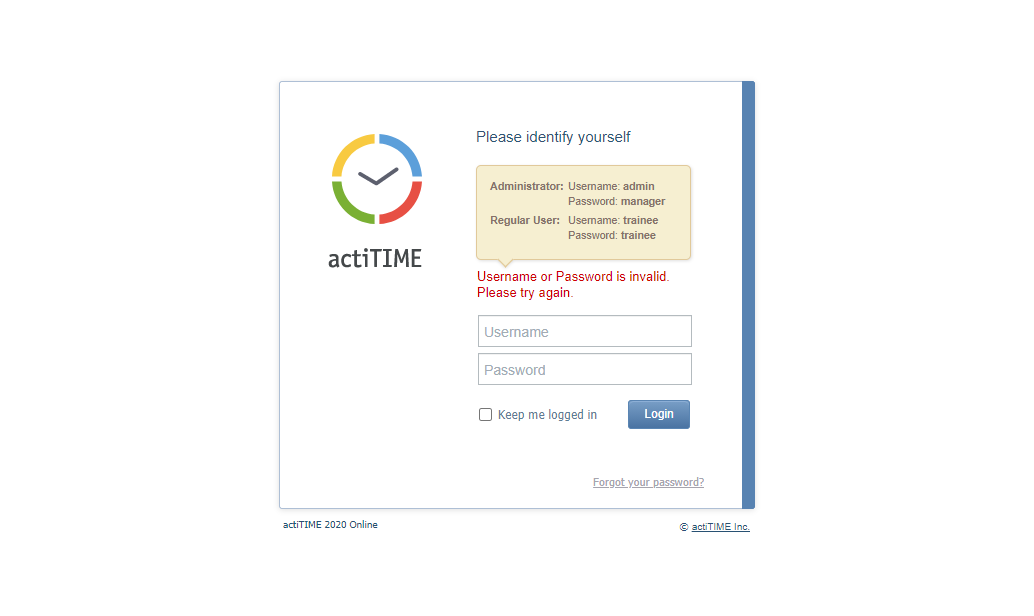 Please identify yourself
Administrator: Username: admin
Password: manager
Regular User: Username: trainee
Password: trainee
actiTIME
Username or Password is invalid.
Please try again.
Username
Password
Keep me logged in
Login
Forgot your password?
actiTIME 2020 Online
© actiTIME Inc.